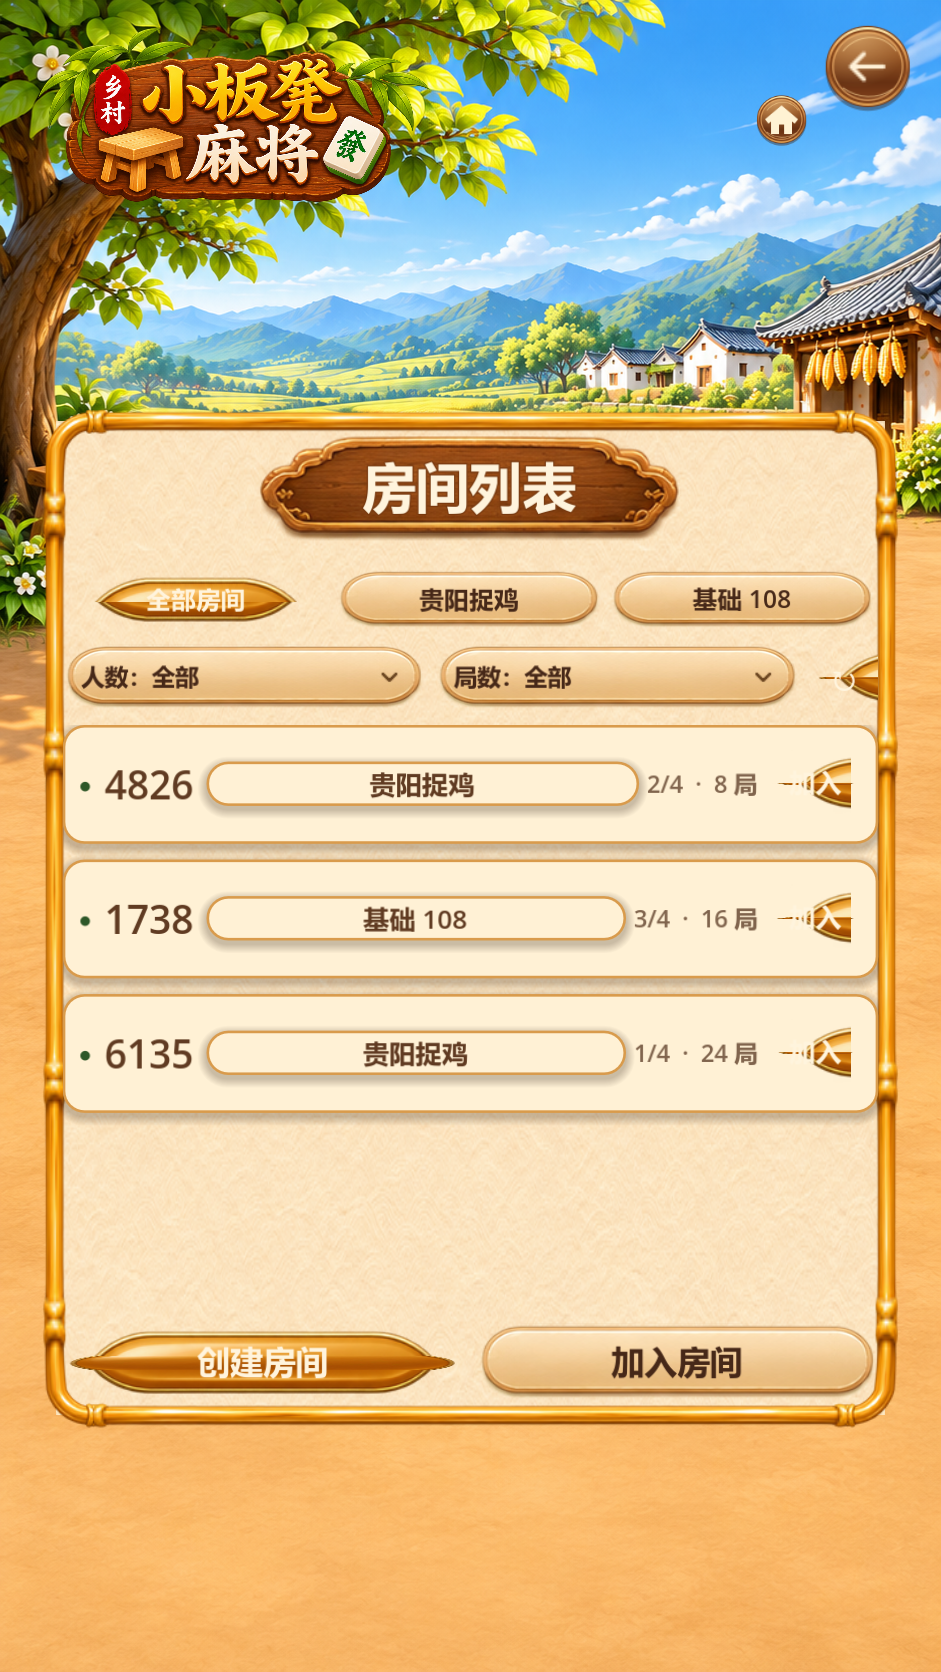 乡村
小板凳
麻将
發
房间列表
全部房间
贵阳捉鸡
基础 108
人数：全部
局数：全部
4826
贵阳捉鸡
2/4 · 8 局
加入
1738
基础 108
3/4 · 16 局
加入
6135
贵阳捉鸡
1/4 · 24 局
加入
创建房间
加入房间